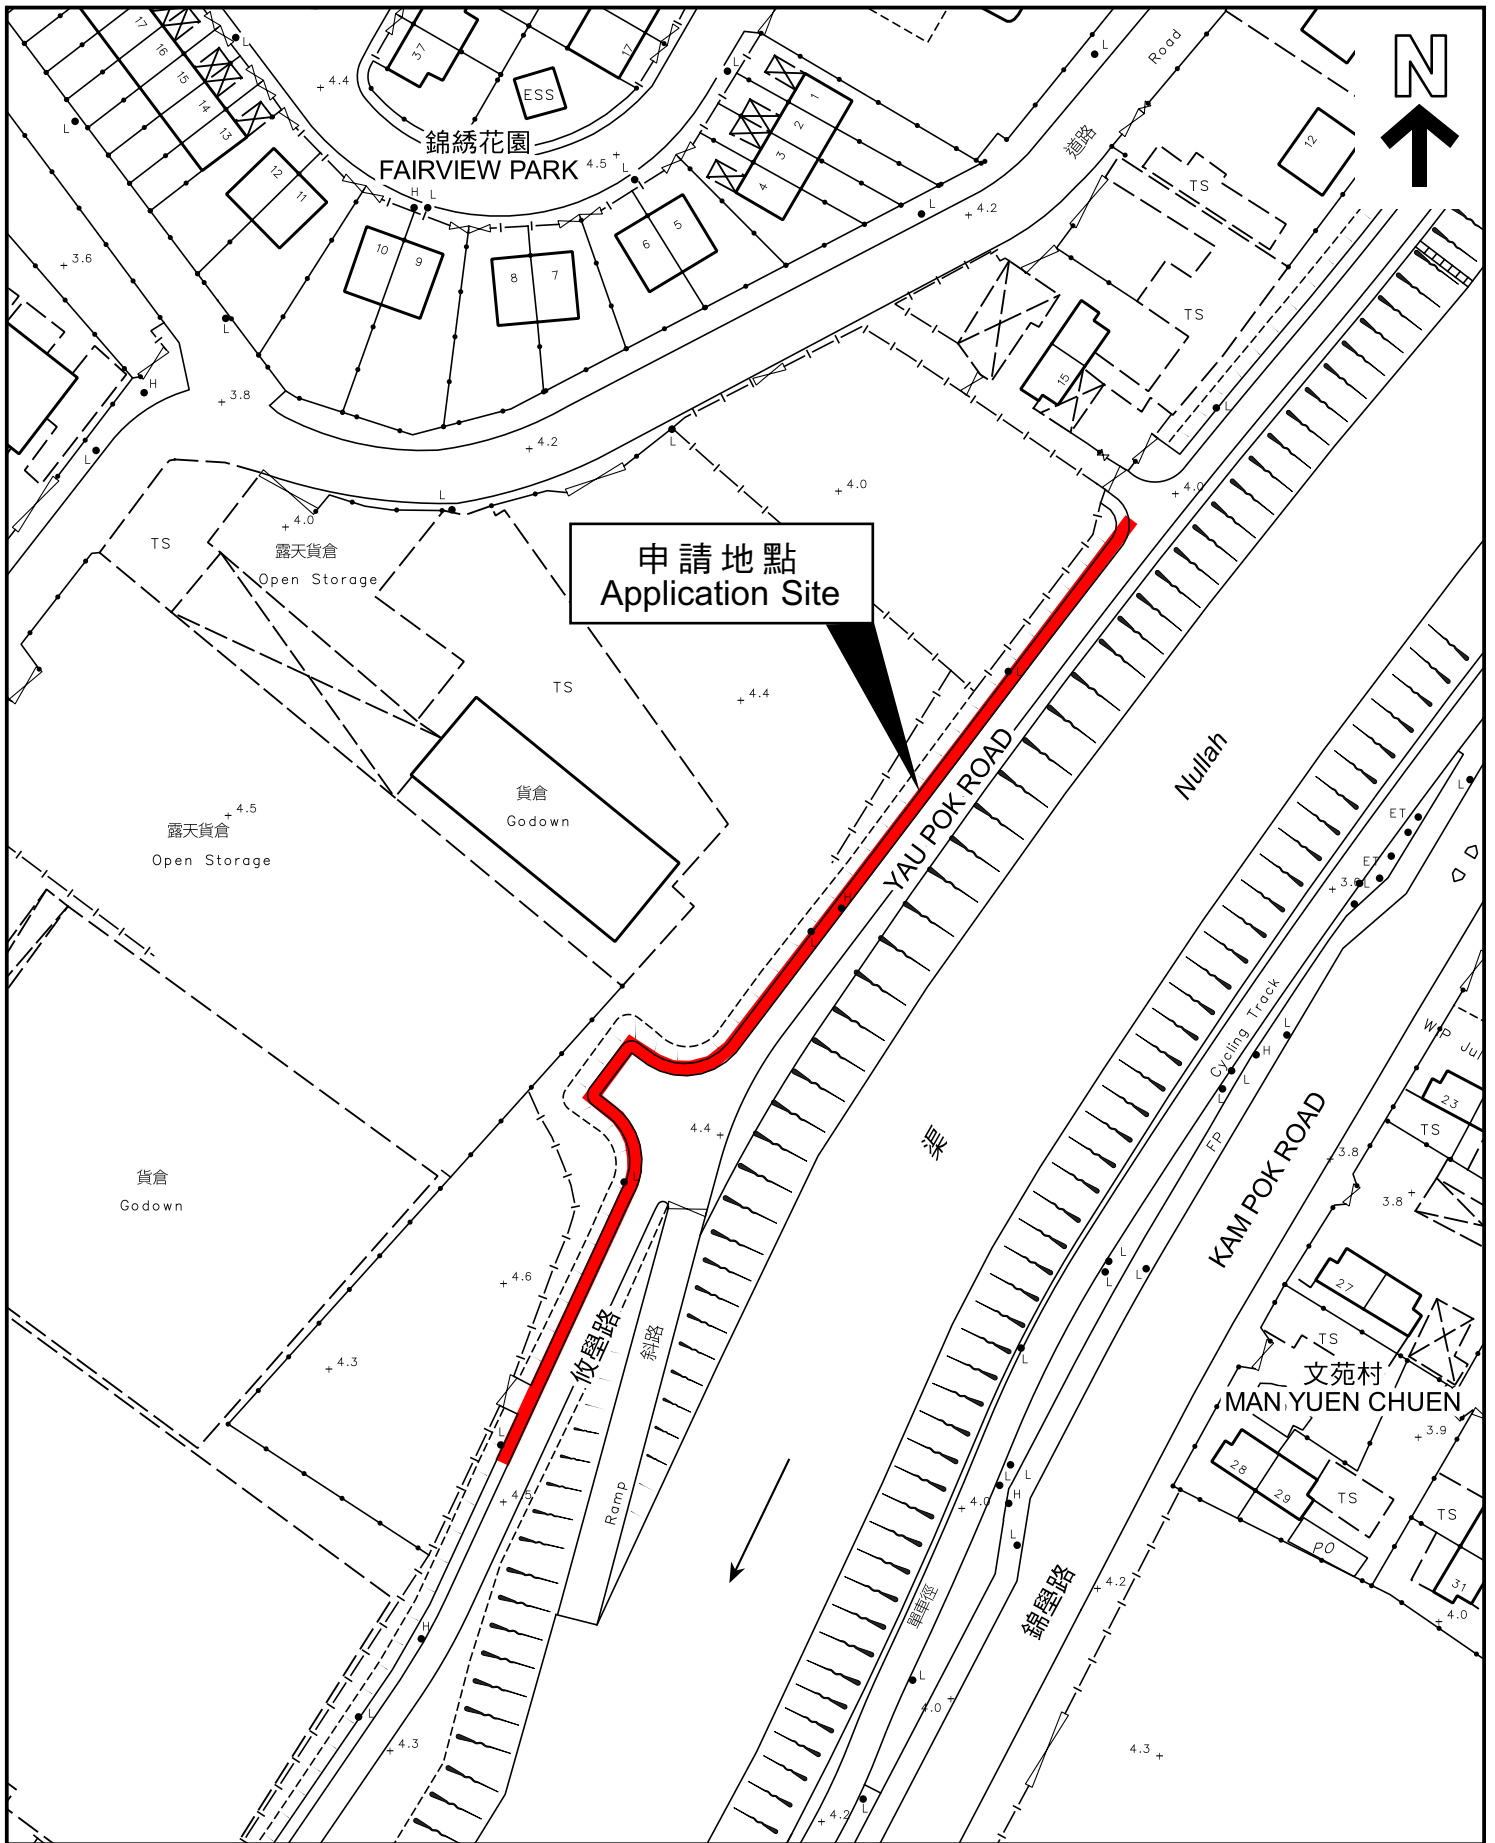 17
16
15
14
13
L
37
17
ESS
L
L
Road
N
+ 4.4
錦綉花園
FAIRVIEW PARK
4.5 +
L
H L
1
2
3
4
道路
TS
12
12
11
10
9
8
7
6
5
L
+ 4.2
+ 3.6
L
TS
15
H
+ 3.8
L
+ 4.2
L
L
+ 4.0
+ 4.0
L
+ 4.0
TS
露天貨倉
Open Storage
申請地點
Application Site
TS
+ 4.4
L
YAU POK ROAD
Nullah
貨倉
Godown
+ 4.5
露天貨倉
Open Storage
H
L
L
ET
ET
L
Cycling Track
L
H
L
L
FP
WP
23
TS
4.4 +
渠
KAM POK ROAD
3.8
3.8 +
貨倉
Godown
L
+ 4.6
攸壆路
斜路
L
L
L
27
TS
+ 4.3
L
文苑村
MAN YUEN CHUEN
+ 3.9
L
+ 4.5
Ramp
L
L
H
L
+ 4.0
28
29
TS
TS
PO
31
+ 4.0
單車徑
錦壆路
+ 4.2
H
L
L
4.0 +
+ 4.3
4.3 +
L
+ 4.2